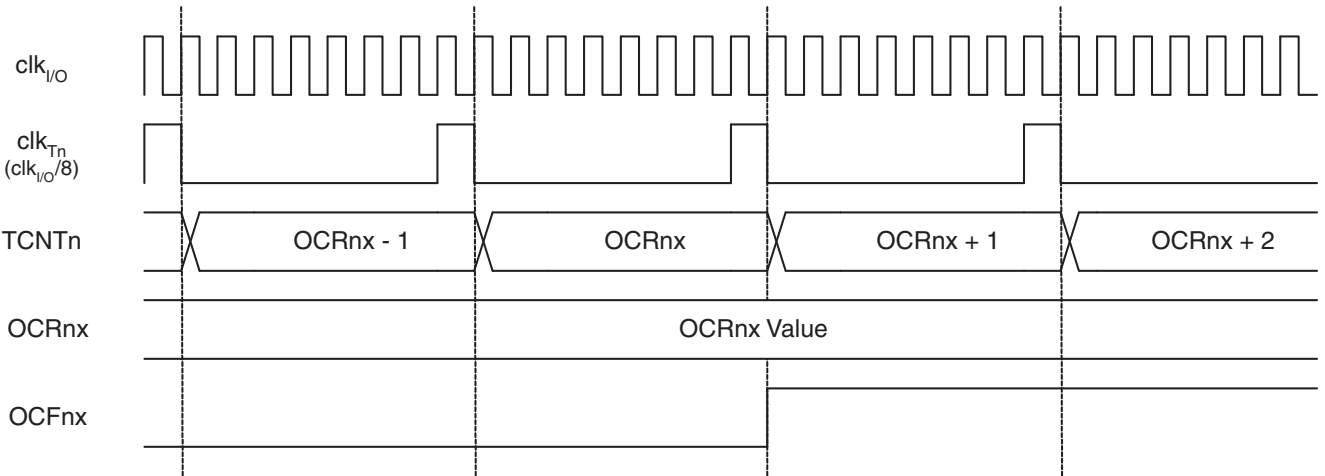 clkI/O
clkTn
(clkI/O/8)
TCNTn OCRnx - 1 OCRnx OCRnx + 1 OCRnx + 2
OCRnx OCRnx Value
OCFnx